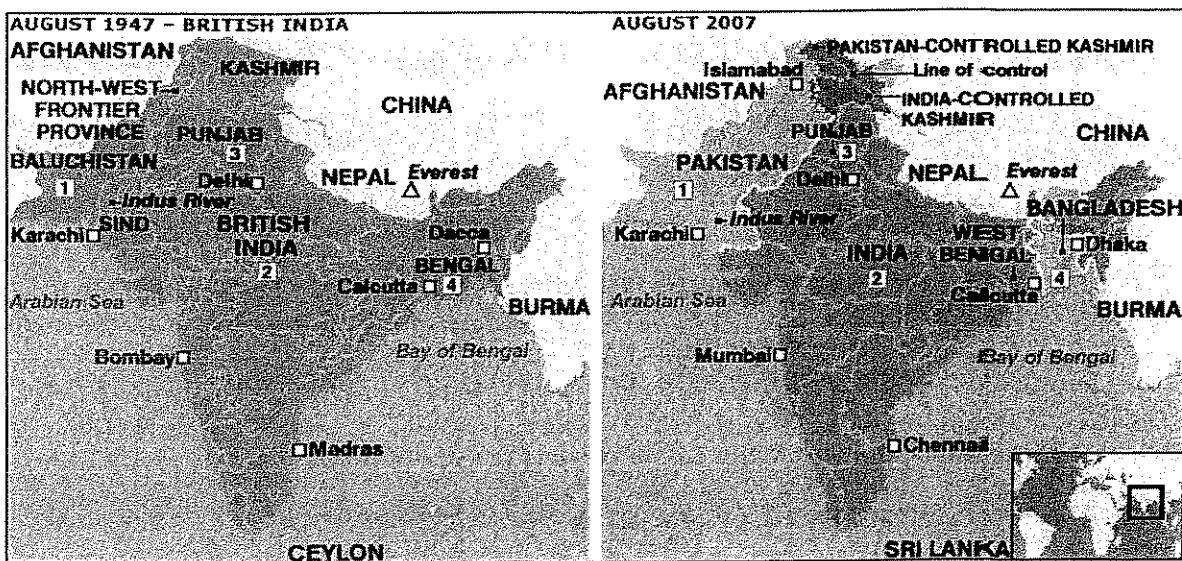 AUGUST 1947 – BRITISH INDIA
AFGHANISTAN
KASHMIR
NORTH-WEST
FRONTIER
PROVINCE
CHINA
PUNJAB
3
BALUCHISTAN
1
Delhi
NEPAL
Everest
Indus River
SIND
Karachi
BRITISH
INDIA
2
Dacca
BENGAL
Calcutta
4
Arabian Sea
BURMA
Bombay
Bay of Bengal
Madras
CEYLON
AUGUST 2007
PAKISTAN-CONTROLLED KASHMIR
Islamabad
Line of control
AFGHANISTAN
INDIA-CONTROLLED
KASHMIR
CHINA
PUNJAB
3
PAKISTAN
1
Delhi
NEPAL
Everest
Indus River
BANGLADESH
Karachi
WEST
BENGAL
Dhaka
INDIA
2
4
Calcutta
Arabian Sea
BURMA
Mumbai
Bay of Bengal
Chennai
SRI LANKA